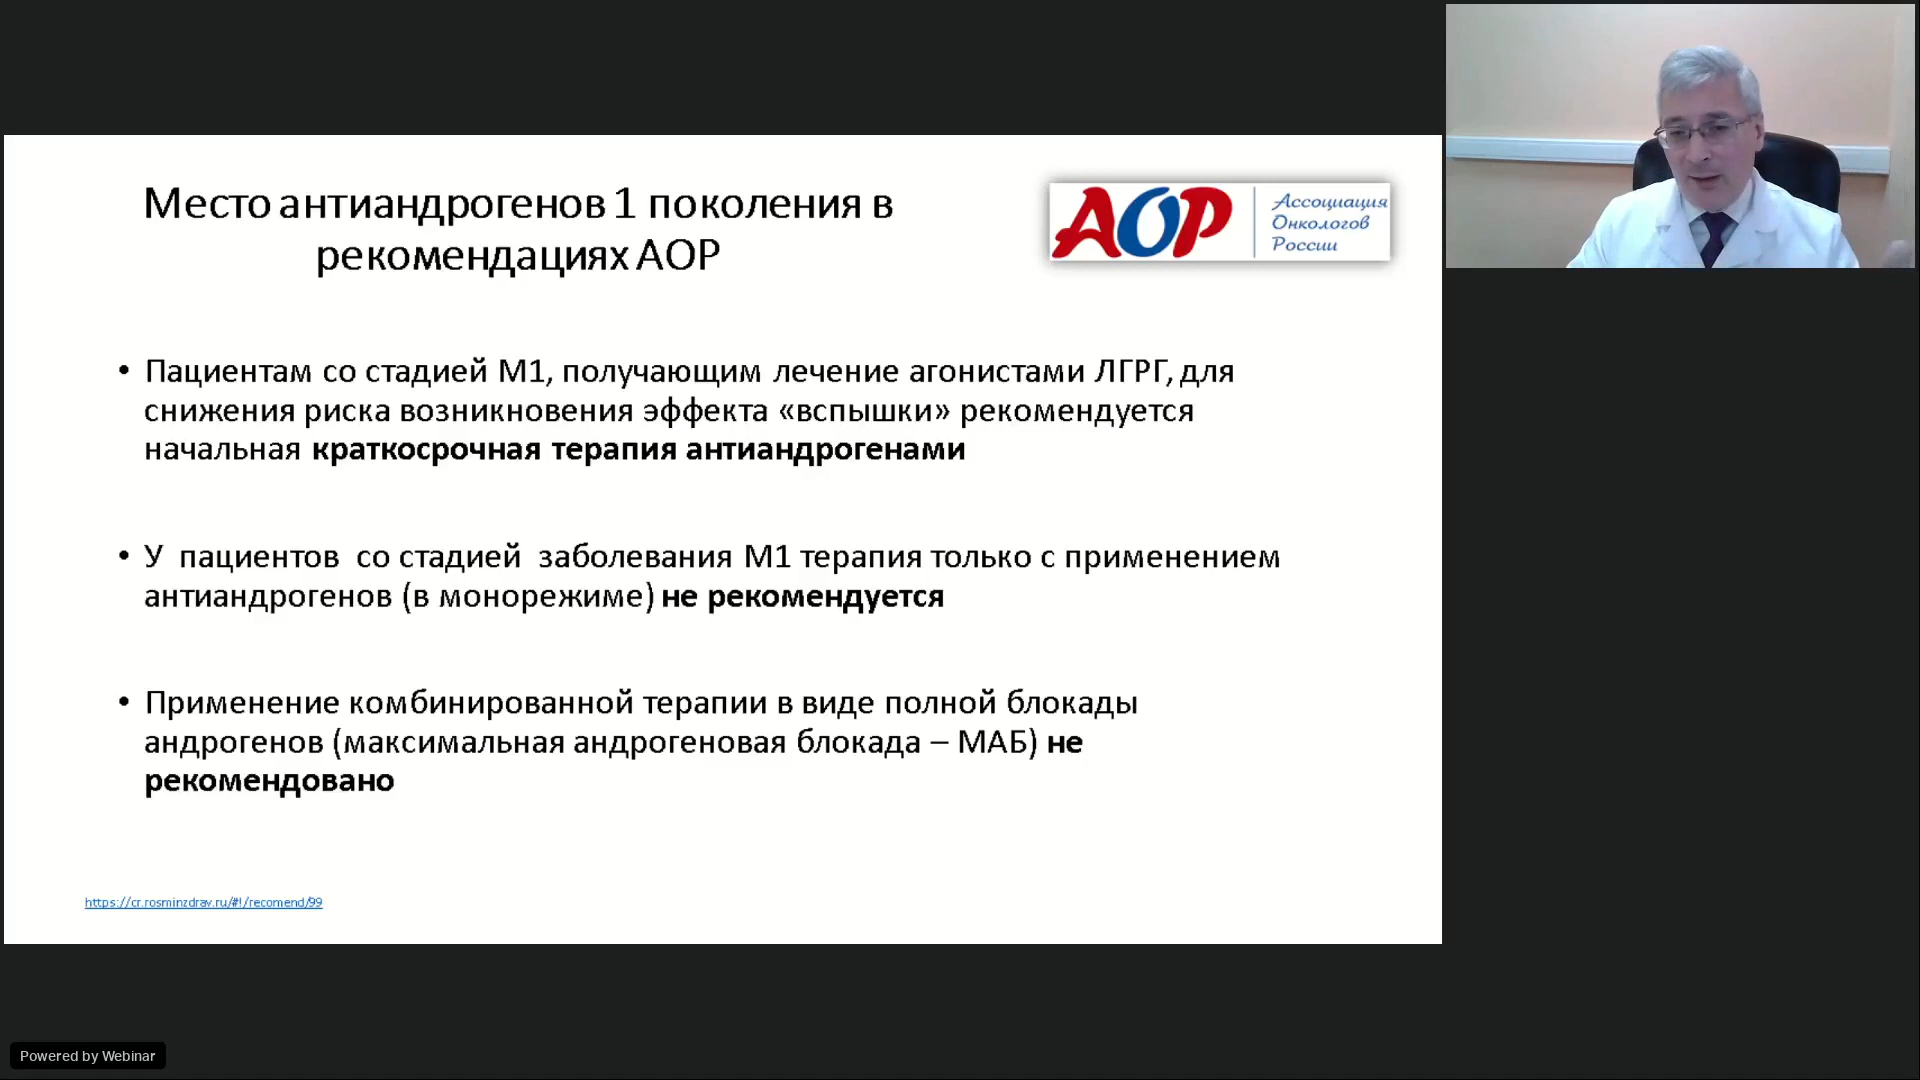 Место антиандрогенов 1 поколения в
рекомендациях АОР
АОР
Ассоциация
Онкологов
России
• Пациентам со стадией М1, получающим лечение агонистами ЛГРГ, для
снижения риска возникновения эффекта «вспышки» рекомендуется
начальная краткосрочная терапия антиандрогенами
• У пациентов со стадией заболевания М1 терапия только с применением
антиандрогенов (в монорежиме) не рекомендуется
• Применение комбинированной терапии в виде полной блокады
андрогенов (максимальная андрогеновая блокада – МАБ) не
рекомендовано
https://cr.rosminzdrav.ru/#!/recomend/99
Powered by Webinar